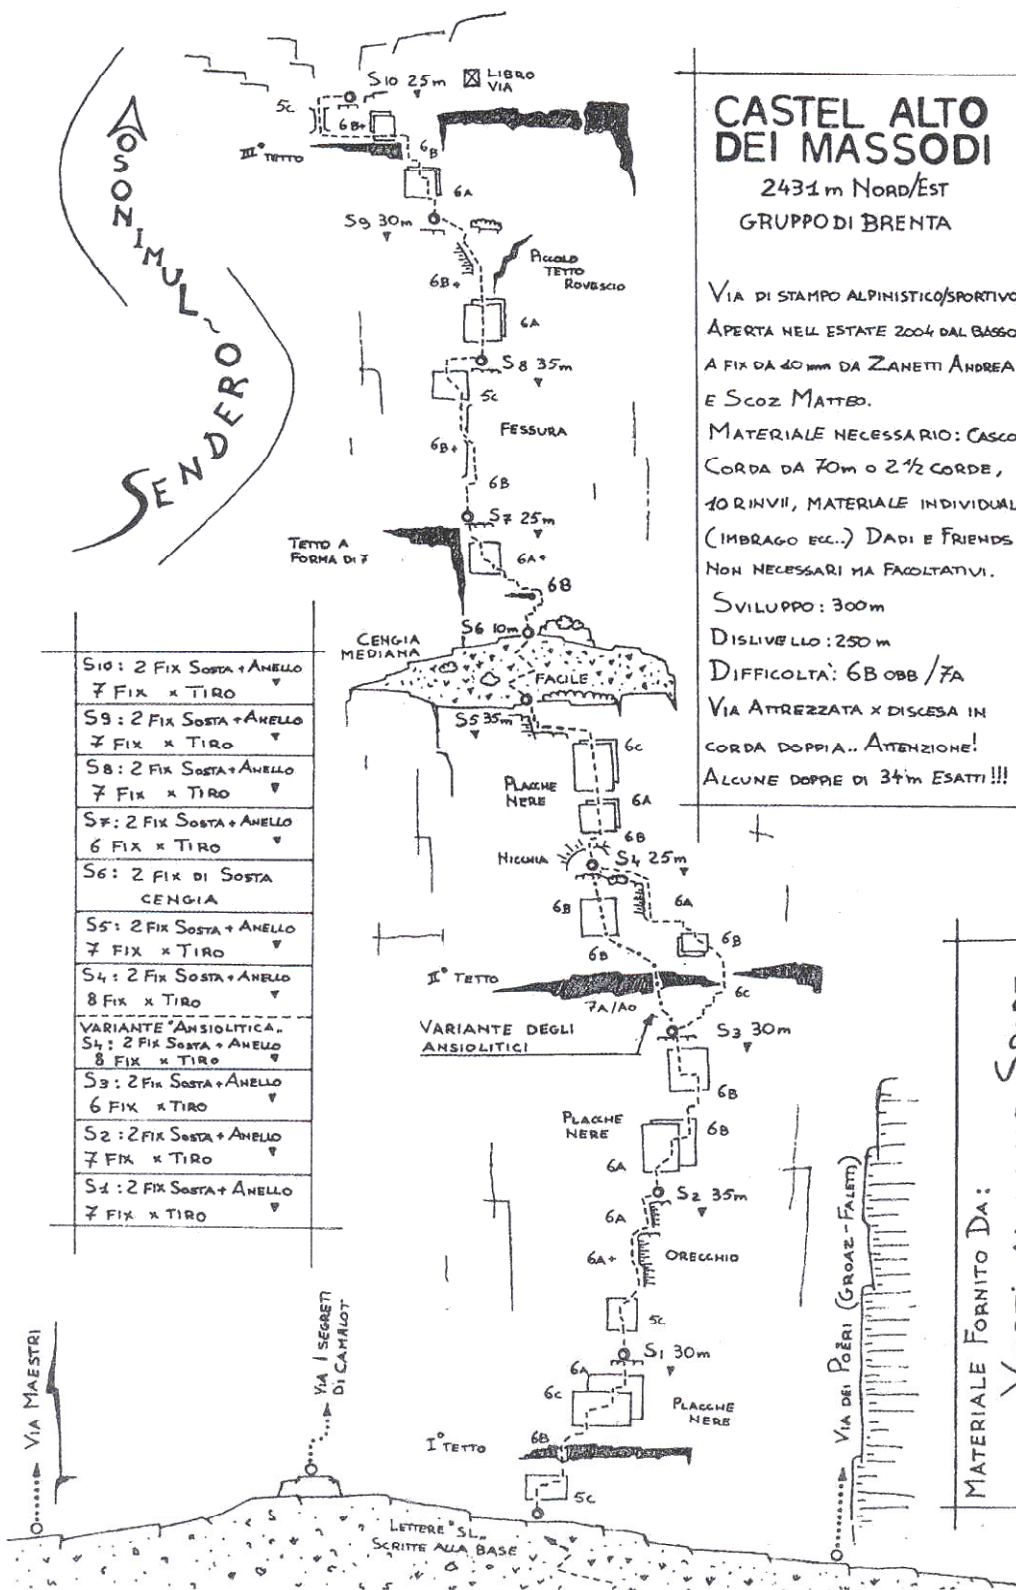 SENDERO LUMINOSO
CASTEL ALTO
DEI MASSODI
2431 m NORD/EST
GRUPPO DI BRENTA
VIA DI STAMPO ALPINISTICO/SPORTIVO
APERTA NELL ESTATE 2004 DAL BASSO
A FIX DA 10 mm DA ZANETTI ANDREA
E SCOZ MATTEO.
MATERIALE NECESSARIO: CASCO
CORDA DA 70m O 2 ½ CORDE,
10 RINVII, MATERIALE INDIVIDUAL
(IMBRAGO ECC..) DADI E FRIENDS
NON NECESSARI MA FACOLTATIVI.
SVILUPPO: 300m
DISLIVELLO: 250 m
DIFFICOLTÀ: 6B OBB /7A
VIA ATTREZZATA x DISCESA IN
CORDA DOPPIA.. ATTENZIONE!
ALCUNE DOPPIE DI 34m ESATTI!!!
S10 25m
LIBRO
VIA
5C
6B+
III° TETTO
6B
6A
S9 30m
PICCOLO
TETTO
ROVESCIO
6B+
6A
S8 35m
5C
FESSURA
6B+
6B
S7 25m
TETTO A
FORMA DI 7
6A+
6B
S6 10m
CENGIA
MEDIANA
FACILE
S5 35m
6C
PLACCHE
NERE
6A
6B
NICCHIA
S4 25m
6A
6B
6B
6B
II° TETTO
6C
7A/A0
VARIANTE DEGLI
ANSIOLITICI
S3 30m
6B
PLACCHE
NERE
6B
6A
S2 35m
6A
6A+
ORECCHIO
5C
S1 30m
6A
6C
PLACCHE
NERE
I° TETTO
6B
5C
LETTERE "SL"
SCRITTE ALLA BASE
S10: 2 FIX SOSTA + ANELLO
7 FIX x TIRO
S9: 2 FIX SOSTA + ANELLO
7 FIX x TIRO
S8: 2 FIX SOSTA + ANELLO
7 FIX x TIRO
S7: 2 FIX SOSTA + ANELLO
6 FIX x TIRO
S6: 2 FIX DI SOSTA
CENGIA
S5: 2 FIX SOSTA + ANELLO
7 FIX x TIRO
S4: 2 FIX SOSTA + ANELLO
8 FIX x TIRO
VARIANTE "ANSIOLITICA"
S4: 2 FIX SOSTA + ANELLO
8 FIX x TIRO
S3: 2 FIX SOSTA + ANELLO
6 FIX x TIRO
S2: 2 FIX SOSTA + ANELLO
7 FIX x TIRO
S1: 2 FIX SOSTA + ANELLO
7 FIX x TIRO
VIA MAESTRI
VIA I SEGRETI
DI CAMALOT
VIA DEI POÈRI (GROAZ-FALETTI)
MATERIALE FORNITO DA: